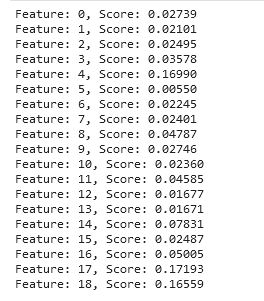 Feature: 0, Score: 0.02739
Feature: 1, Score: 0.02101
Feature: 2, Score: 0.02495
Feature: 3, Score: 0.03578
Feature: 4, Score: 0.16990
Feature: 5, Score: 0.00550
Feature: 6, Score: 0.02245
Feature: 7, Score: 0.02401
Feature: 8, Score: 0.04787
Feature: 9, Score: 0.02746
Feature: 10, Score: 0.02360
Feature: 11, Score: 0.04585
Feature: 12, Score: 0.01677
Feature: 13, Score: 0.01671
Feature: 14, Score: 0.07831
Feature: 15, Score: 0.02487
Feature: 16, Score: 0.05005
Feature: 17, Score: 0.17193
Feature: 18, Score: 0.16559